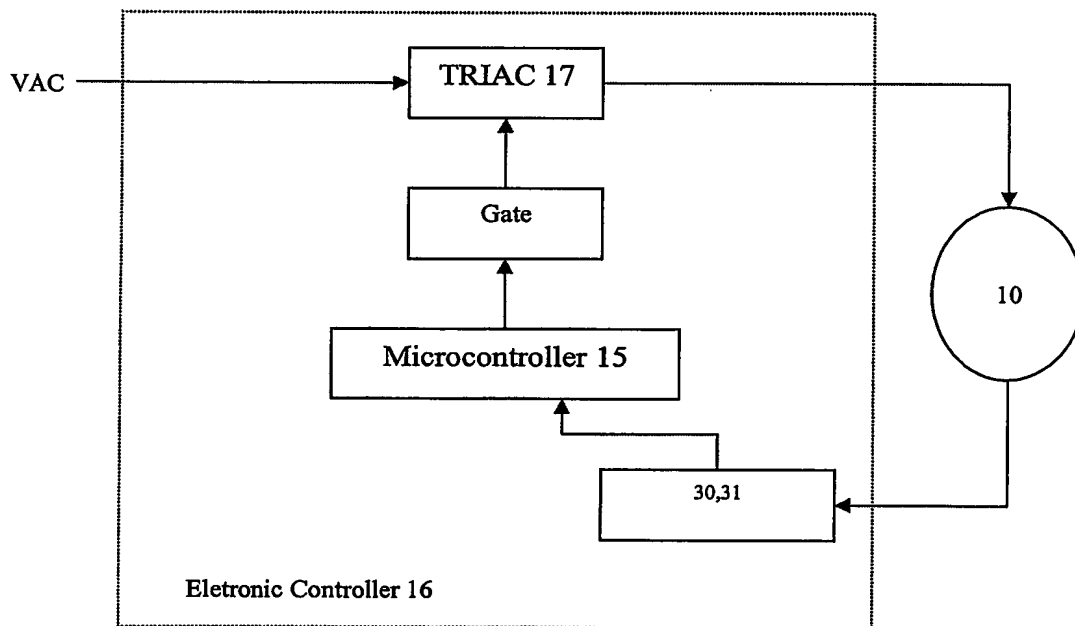 VAC
TRIAC 17
Gate
10
Microcontroller 15
30,31
Eletronic Controller 16